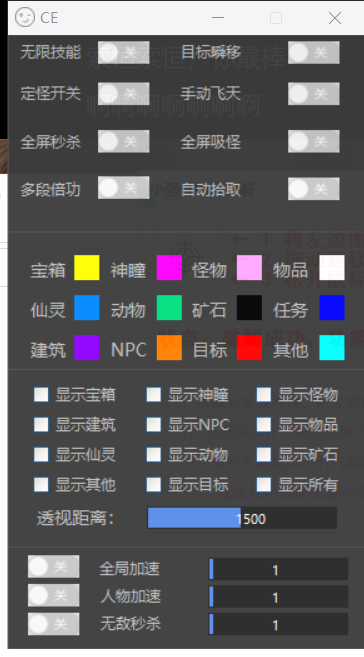 CE
无限技能 关 目标瞬移 关
定怪开关 关 手动飞天 关
全屏秒杀 关 全屏吸怪 关
多段倍功 关 自动拾取 关
宝箱 神瞳 怪物 物品
仙灵 动物 矿石 任务
建筑 NPC 目标 其他
显示宝箱 显示神瞳 显示怪物
显示建筑 显示NPC 显示物品
显示仙灵 显示动物 显示矿石
显示其他 显示目标 显示所有
透视距离: 1500
关 全局加速 1
关 人物加速 1
关 无敌秒杀 1